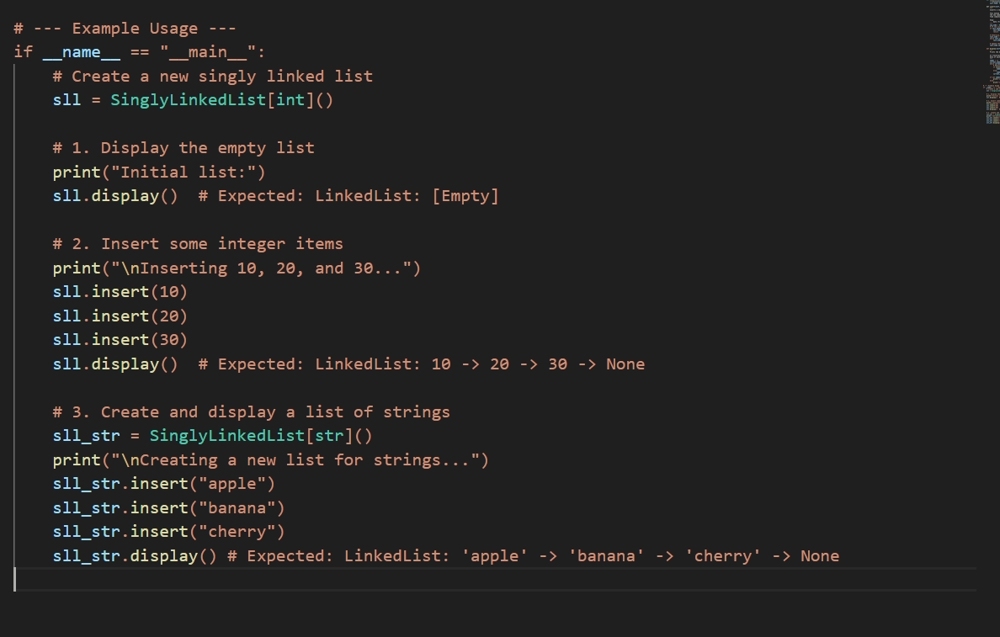 # --- Example Usage ---
if __name__ == "__main__":
    # Create a new singly linked list
    sll = SinglyLinkedList[int]()

    # 1. Display the empty list
    print("Initial list:")
    sll.display()  # Expected: LinkedList: [Empty]

    # 2. Insert some integer items
    print("\nInserting 10, 20, and 30...")
    sll.insert(10)
    sll.insert(20)
    sll.insert(30)
    sll.display()  # Expected: LinkedList: 10 -> 20 -> 30 -> None

    # 3. Create and display a list of strings
    sll_str = SinglyLinkedList[str]()
    print("\nCreating a new list for strings...")
    sll_str.insert("apple")
    sll_str.insert("banana")
    sll_str.insert("cherry")
    sll_str.display() # Expected: LinkedList: 'apple' -> 'banana' -> 'cherry' -> None